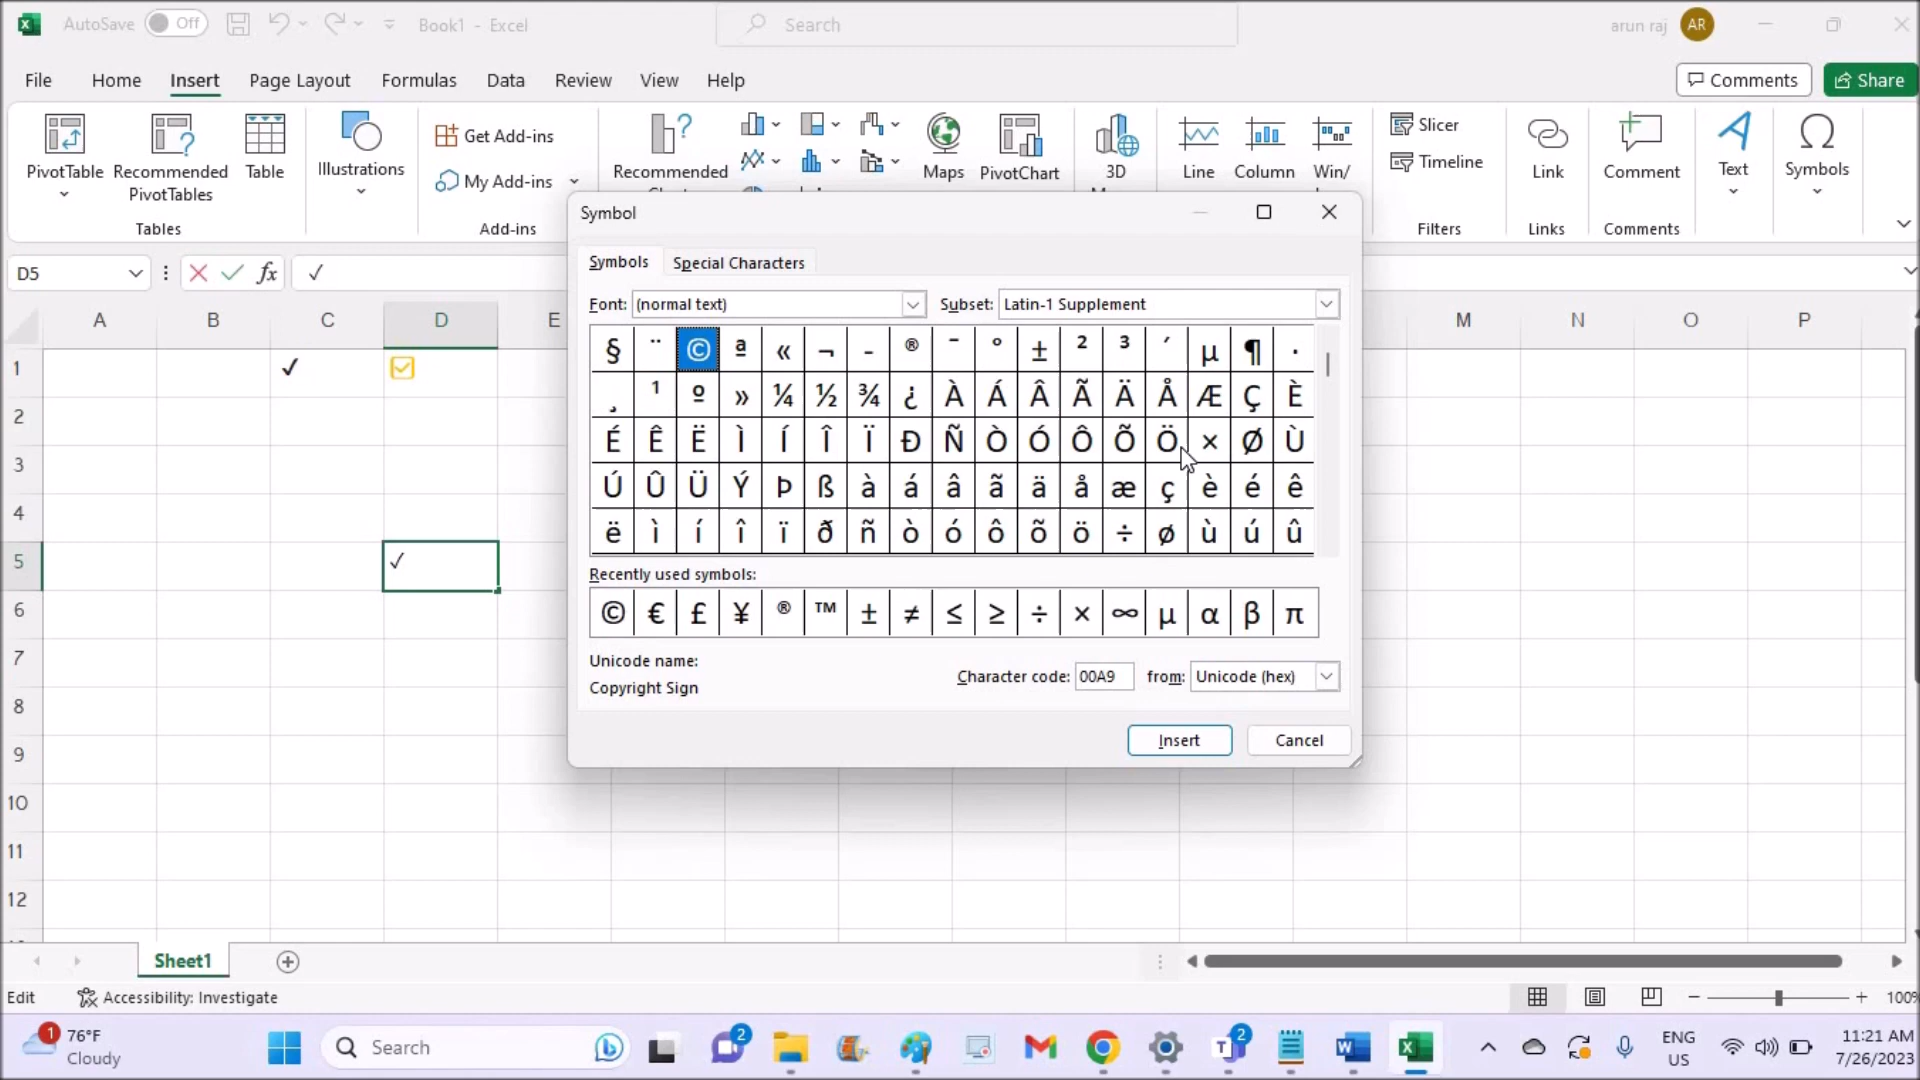 AutoSave Off Book1 - Excel Search arun raj AR
File Home Insert Page Layout Formulas Data Review View Help Comments Share
PivotTable Recommended PivotTables Table Illustrations Get Add-ins My Add-ins Recommended Maps PivotChart 3D Line Column Win/ Slicer Timeline Link Comment Text Symbols
Tables Add-ins Filters Links Comments
Symbol
D5 fx ✓
Symbols Special Characters
Font: (normal text) Subset: Latin-1 Supplement
A B C D E M N O P
§ ¨ © ª « ¬ - ® ¯ ° ± ² ³ ´ µ ¶ ·
¸ ¹ º » ¼ ½ ¾ ¿ À Á Â Ã Ä Å Æ Ç È
É Ê Ë Ì Í Î Ï Ð Ñ Ò Ó Ô Õ Ö × Ø Ù
Ú Û Ü Ý Þ ß à á â ã ä å æ ç è é ê
ë ì í î ï ð ñ ò ó ô õ ö ÷ ø ù ú û
1 ✓ ☑
2
3
4
5 ✓
6
7
8
9
10
11
12
Recently used symbols:
© € £ ¥ ® ™ ± ≠ ≤ ≥ ÷ × ∞ µ α β π
Unicode name:
Copyright Sign
Character code: 00A9 from: Unicode (hex)
Insert Cancel
Sheet1
Edit Accessibility: Investigate 100%
1 76°F
Cloudy
Search 2 2
ENG
US
11:21 AM
7/26/2023